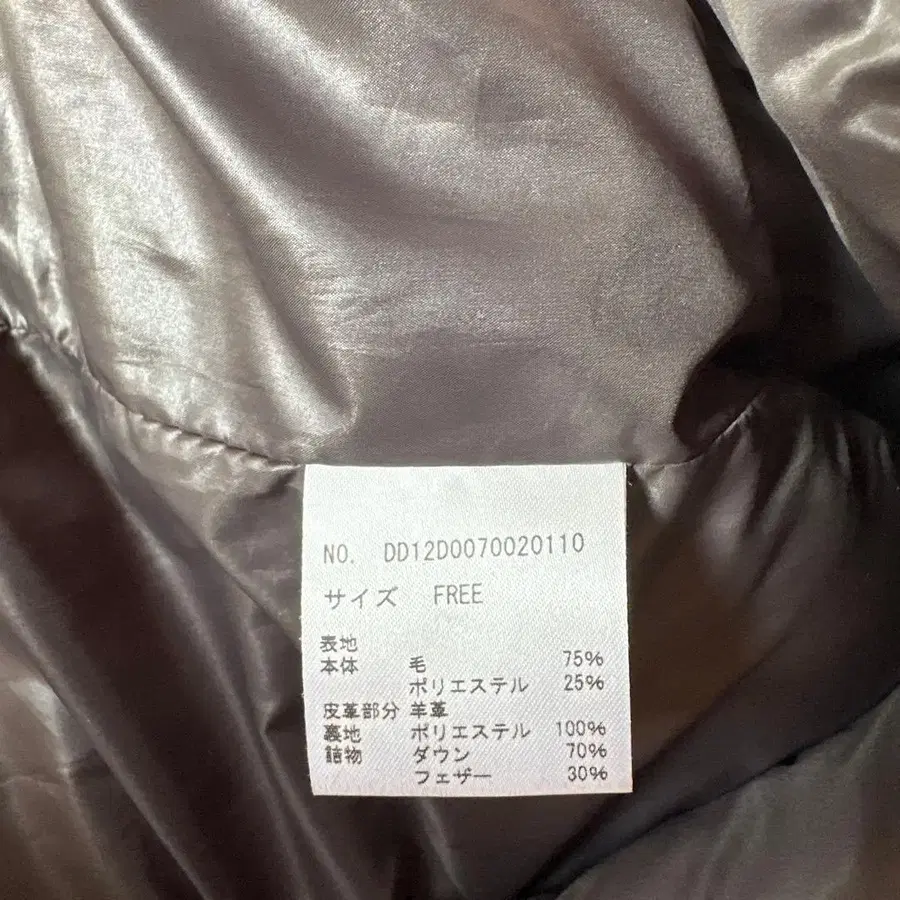 NO. DD12D0070020110
サイズ FREE
表地
本体 毛 75%
ポリエステル 25%
皮革部分 羊革
裏地 ポリエステル 100%
詰物 ダウン 70%
フェザー 30%